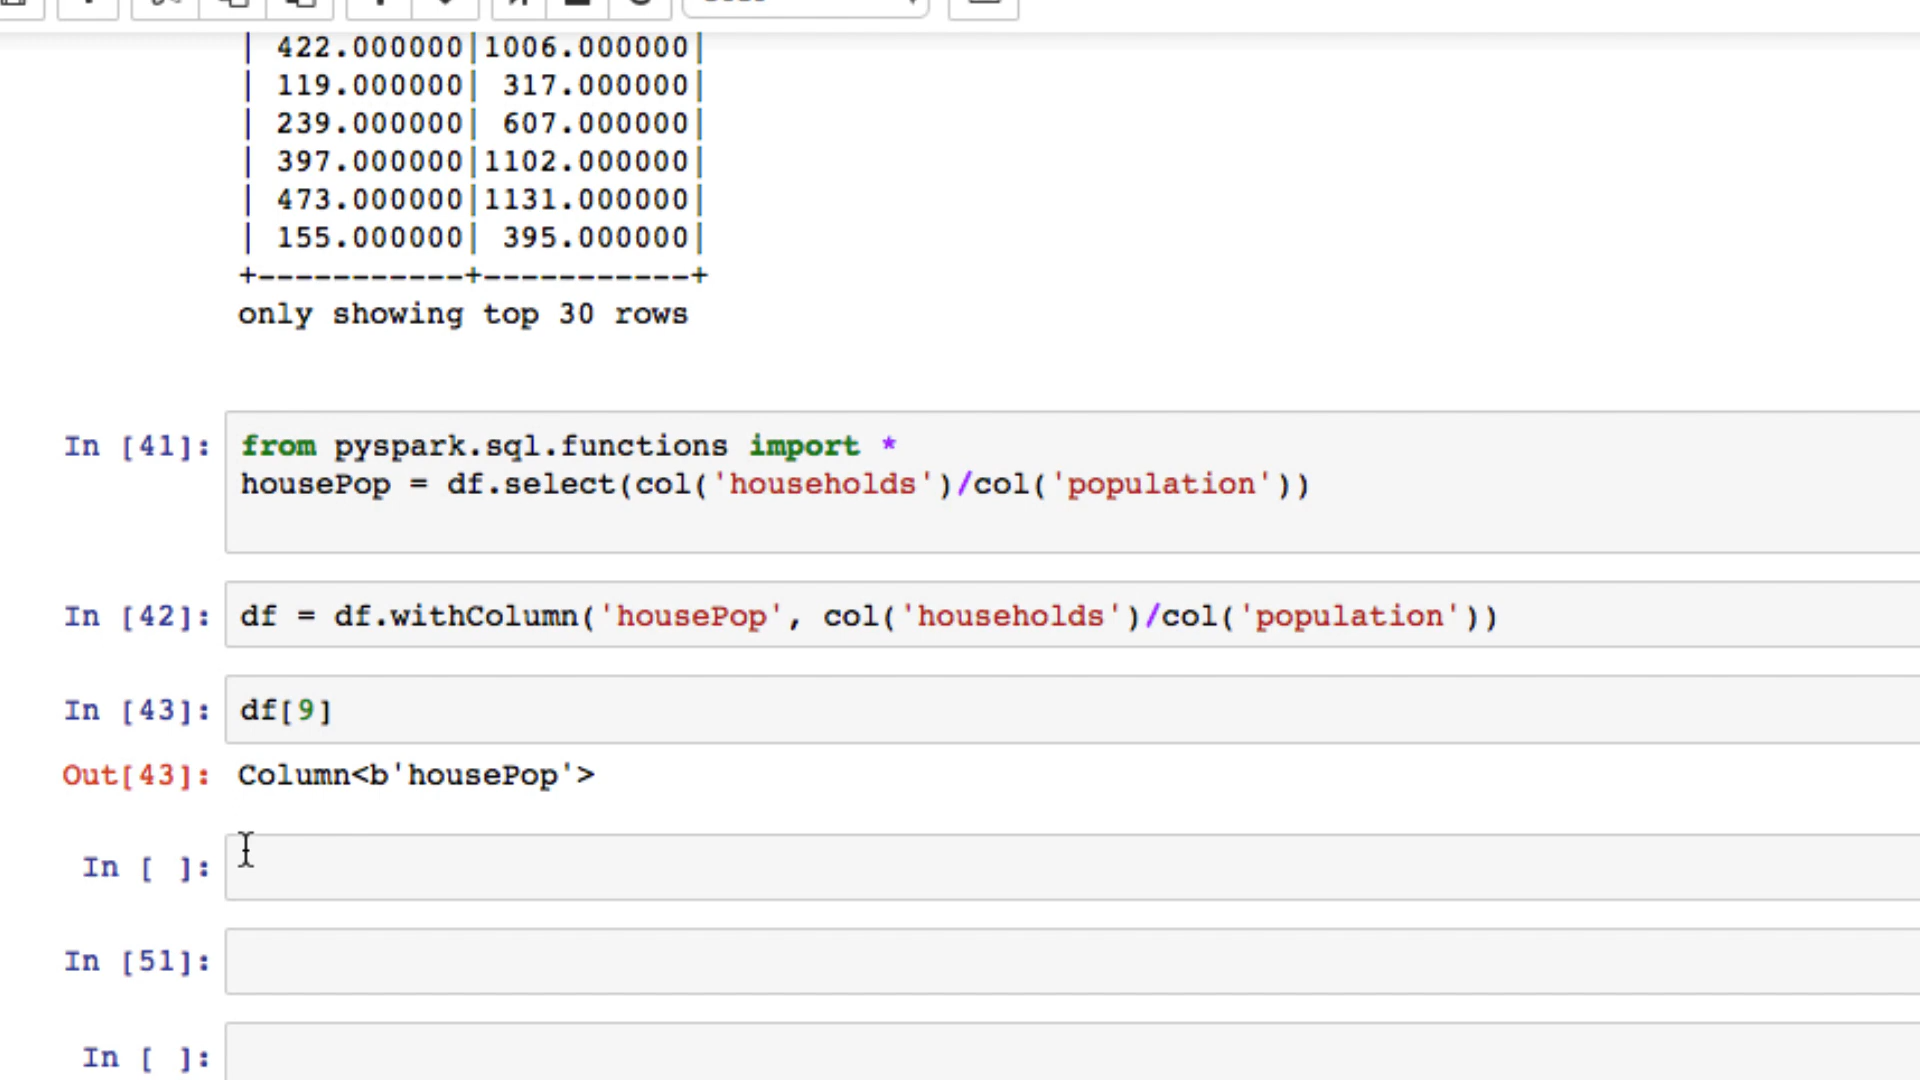 | 422.000000|1006.000000|
| 119.000000| 317.000000|
| 239.000000| 607.000000|
| 397.000000|1102.000000|
| 473.000000|1131.000000|
| 155.000000| 395.000000|
+-----------+-----------+
only showing top 30 rows
In [41]: from pyspark.sql.functions import *
housePop = df.select(col('households')/col('population'))
In [42]: df = df.withColumn('housePop', col('households')/col('population'))
In [43]: df[9]
Out[43]: Column<b'housePop'>
In [ ]:
In [51]:
In [ ]: